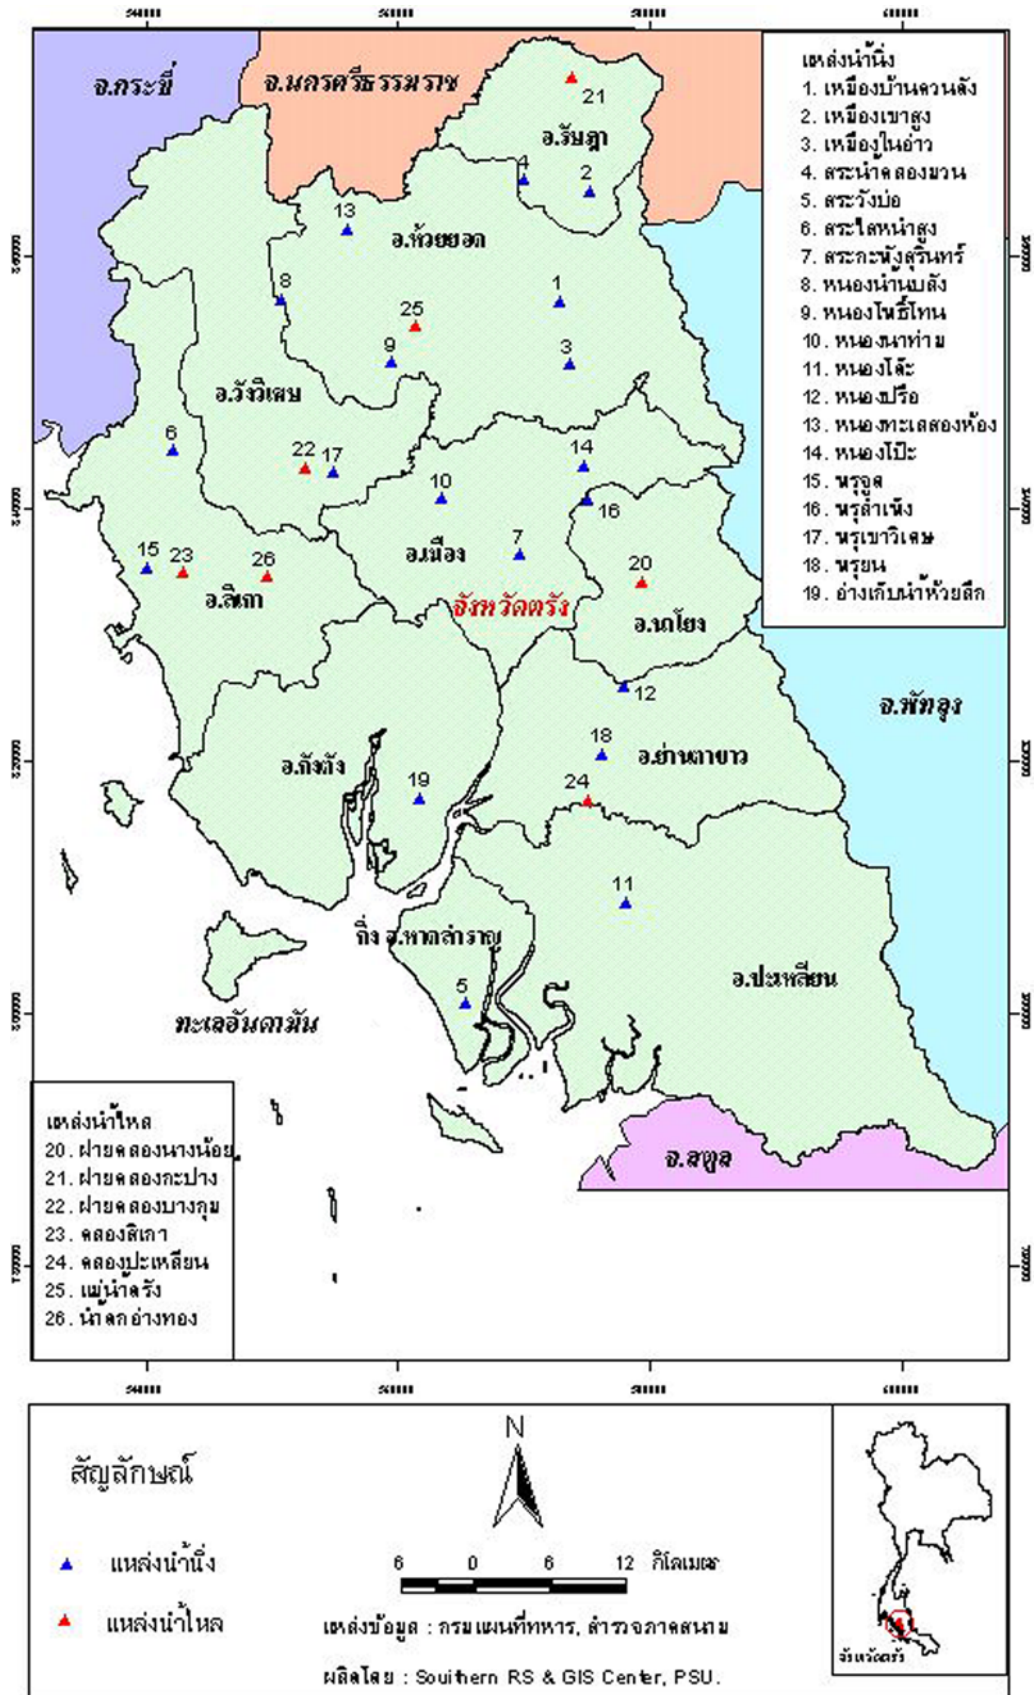 จ.กระบี่
จ.นครศรีธรรมราช
21
อ.รัษฎา
4
2
13
อ.ห้วยยอด
8
1
25
9
3
อ.วังวิเศษ
6
22
17
14
10
16
15
23
26
7
20
อ.เมือง
อ.สิเกา
จังหวัดตรัง
อ.นาโยง
12
จ.พัทลุง
18
อ.ย่านตาขาว
อ.กันตัง
19
24
11
กิ่ง อ.หาดสำราญ
5
อ.ปะเหลียน
ทะเลอันดามัน
จ.สตูล
แหล่งน้ำนิ่ง
1. เหมืองบ้านควนดัง
2. เหมืองเขาสูง
3. เหมืองในอ่าว
4. สระน้ำคลองมวน
5. สระวังบ่อ
6. สระใสหน้าสูง
7. สระกะพังสุรินทร์
8. หนองน้ำนบลัง
9. หนองโพธิ์โทน
10. หนองนาท่าม
11. หนองโต๊ะ
12. หนองปรือ
13. หนองทะเลสองห้อง
14. หนองโป๊ะ
15. พรุจูด
16. พรุลำเพ็ง
17. พรุเขาวิเศษ
18. พรุยน
19. อ่างเก็บน้ำห้วยลึก
แหล่งน้ำไหล
20. ฝายคลองนางน้อย
21. ฝายคลองกะปาง
22. ฝายคลองบางกุม
23. คลองสิเกา
24. คลองปะเหลียน
25. แม่น้ำตรัง
26. น้ำตกอ่างทอง
สัญลักษณ์
N
แหล่งน้ำนิ่ง
แหล่งน้ำไหล
6 0 6 12 กิโลเมตร
แหล่งข้อมูล : กรมแผนที่ทหาร, สำรวจภาคสนาม
ผลิตโดย : Southern RS & GIS Center, PSU.
จังหวัดตรัง